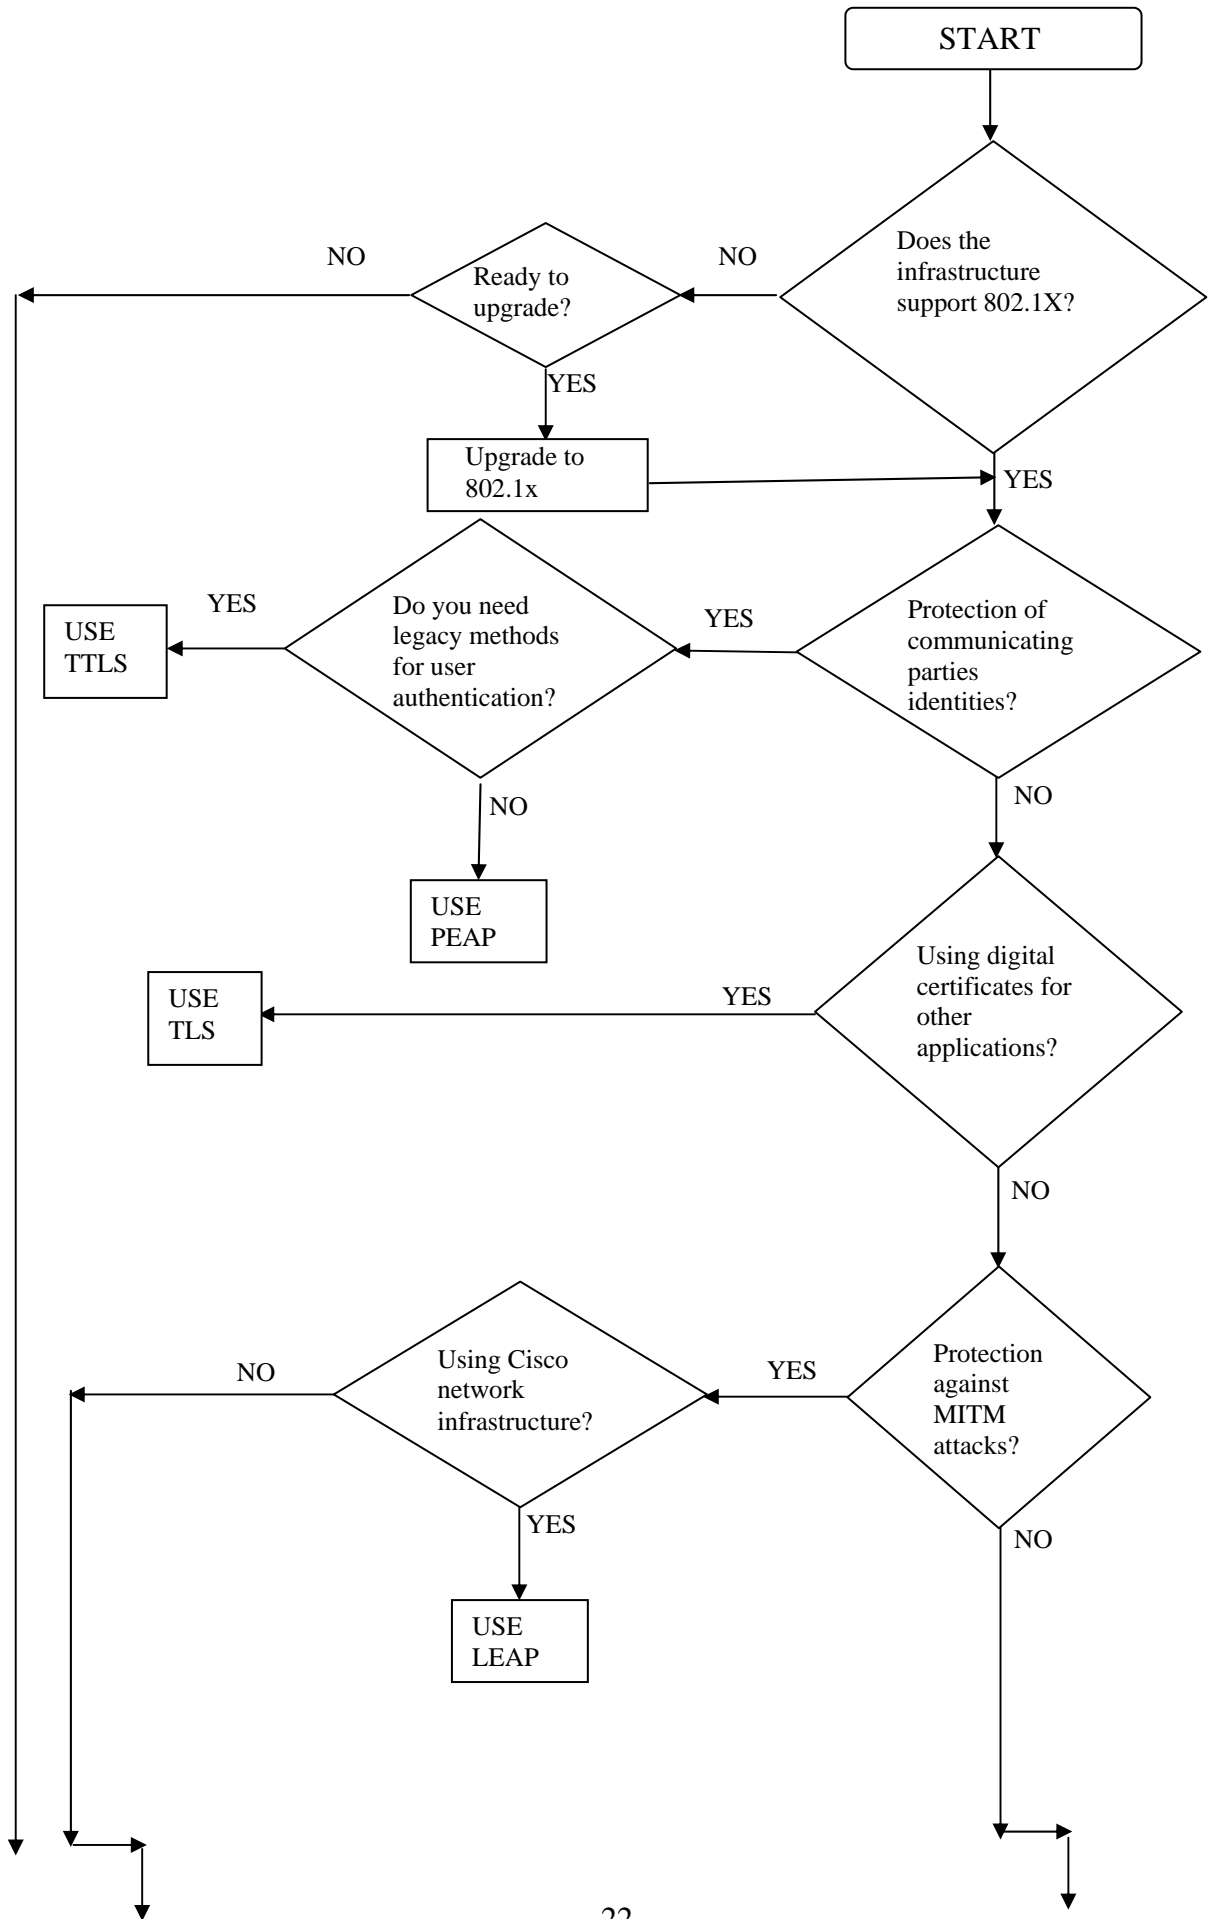 START
Does the
infrastructure
support 802.1X?
NO
Ready to
upgrade?
NO
YES
Upgrade to
802.1x
YES
Protection of
communicating
parties
identities?
YES
Do you need
legacy methods
for user
authentication?
YES
USE
TTLS
NO
USE
PEAP
NO
Using digital
certificates for
other
applications?
YES
USE
TLS
NO
Protection
against
MITM
attacks?
YES
Using Cisco
network
infrastructure?
NO
YES
USE
LEAP
NO
22